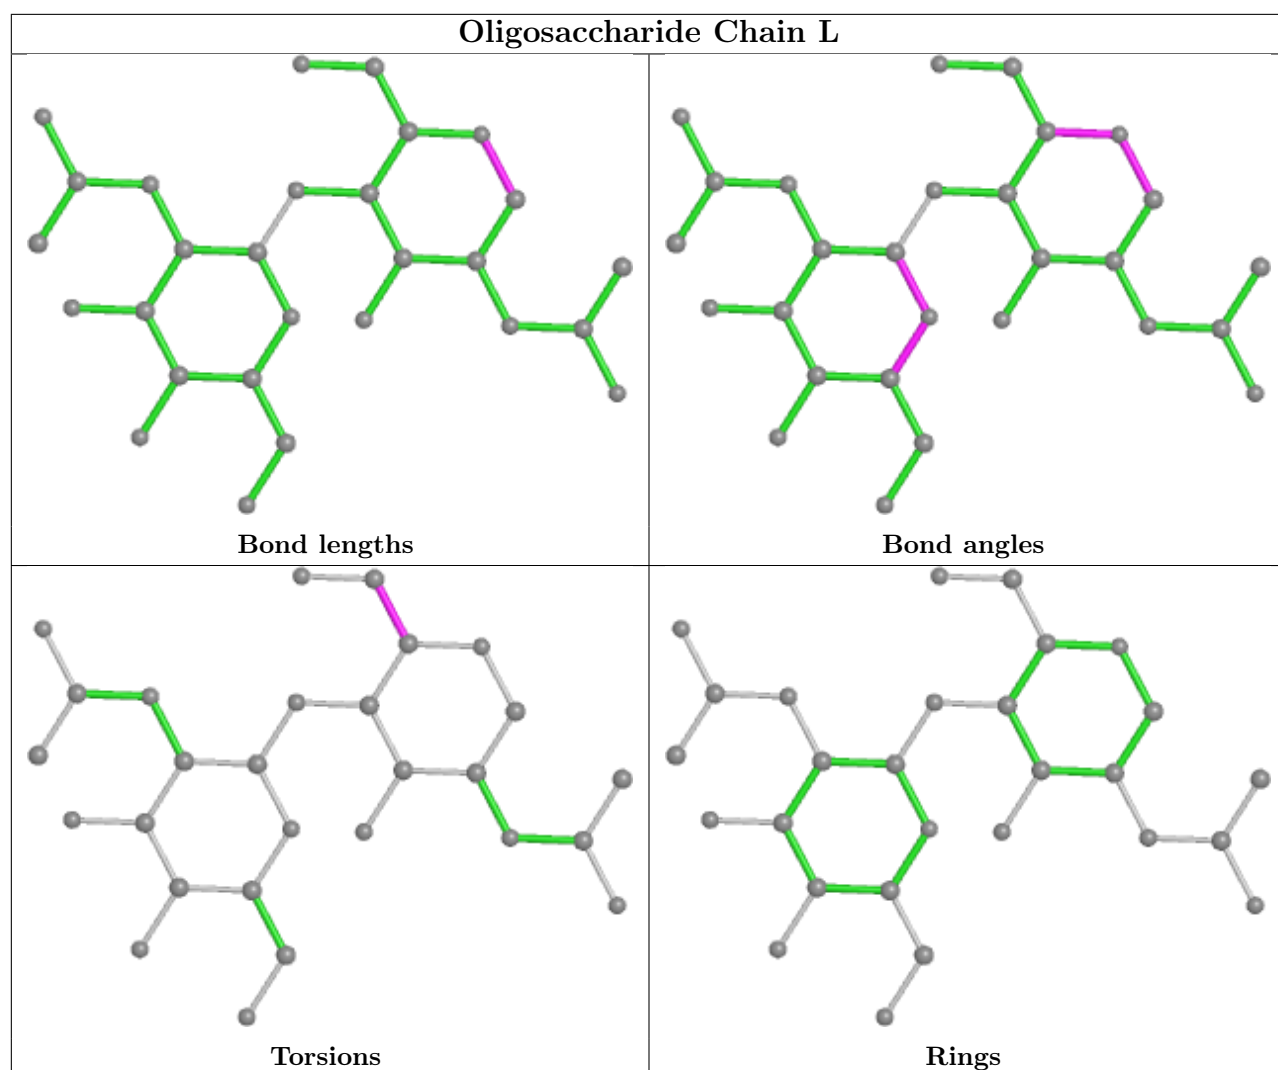 Oligosaccharide Chain L
Bond lengths
Bond angles
Torsions
Rings